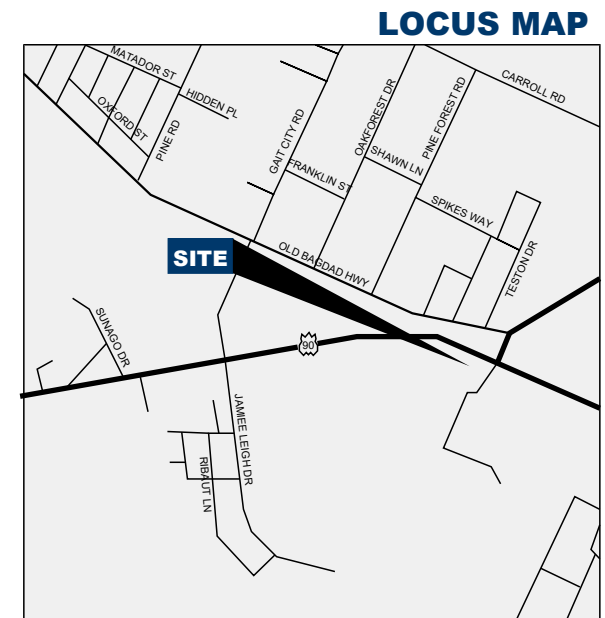 LOCUS MAP
MATADOR ST
CARROLL RD
HIDDEN PL
OXFORD ST
PINE RD
GAIT CITY RD
OAKFOREST DR
PINE FOREST RD
SHAWN LN
FRANKLIN ST
SPIKES WAY
OLD BAGDAD HWY
TESTON DR
SITE
SUNAGO DR
90
JAMIEE LEIGH DR
RIBAUT LN